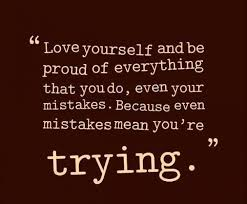 “ Love yourself and be
proud of everything
that you do, even your
mistakes. Because even
mistakes mean you're
trying. ”